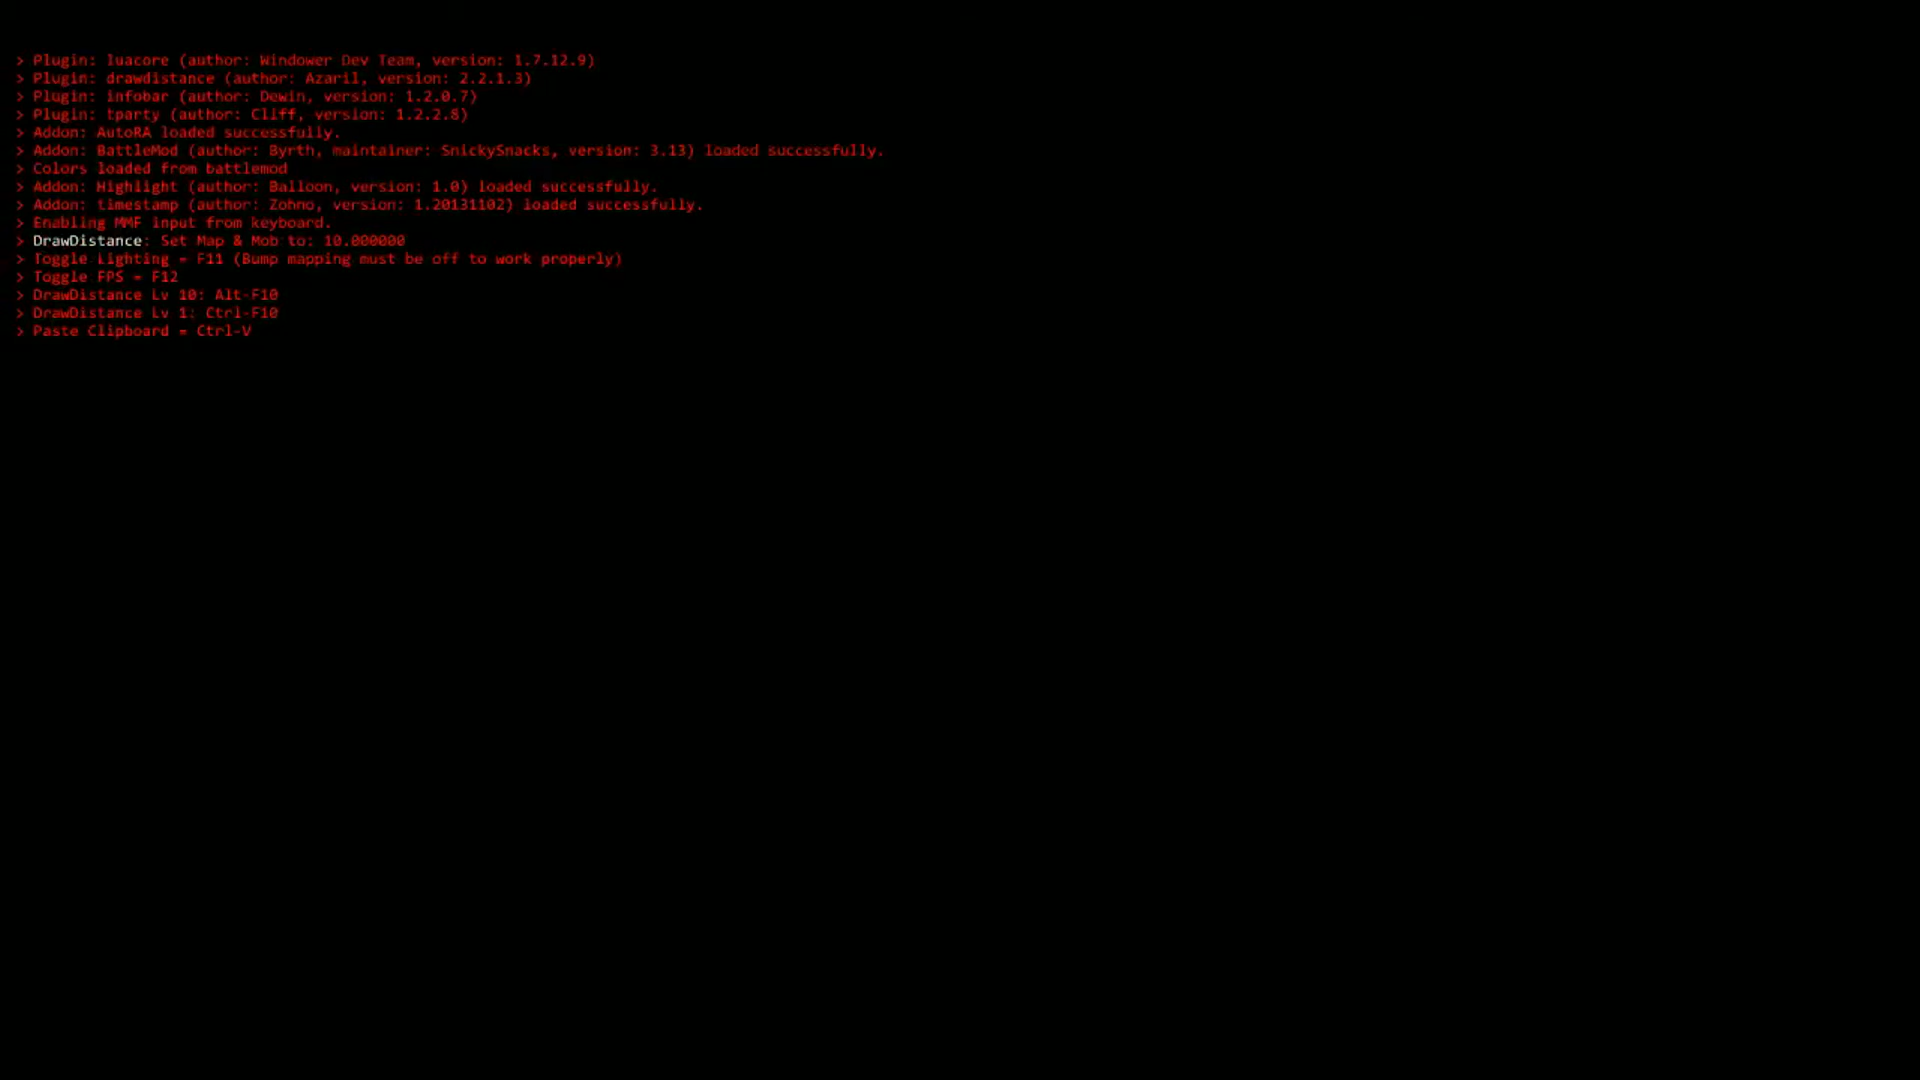 > Plugin: luacore (author: Windower Dev Team, version: 1.7.12.9)
> Plugin: drawdistance (author: Azaril, version: 2.2.1.3)
> Plugin: infobar (author: Dewin, version: 1.2.0.7)
> Plugin: tparty (author: Cliff, version: 1.2.2.8)
> Addon: AutoRA loaded successfully.
> Addon: BattleMod (author: Byrth, maintainer: SnickySnacks, version: 3.13) loaded successfully.
> Colors loaded from battlemod
> Addon: Highlight (author: Balloon, version: 1.0) loaded successfully.
> Addon: timestamp (author: Zohno, version: 1.20131102) loaded successfully.
> Enabling MMF input from keyboard.
> DrawDistance: Set Map & Mob to: 10.000000
> Toggle Lighting = F11 (Bump mapping must be off to work properly)
> Toggle FPS = F12
> DrawDistance Lv 10: Alt-F10
> DrawDistance Lv 1: Ctrl-F10
> Paste Clipboard = Ctrl-V